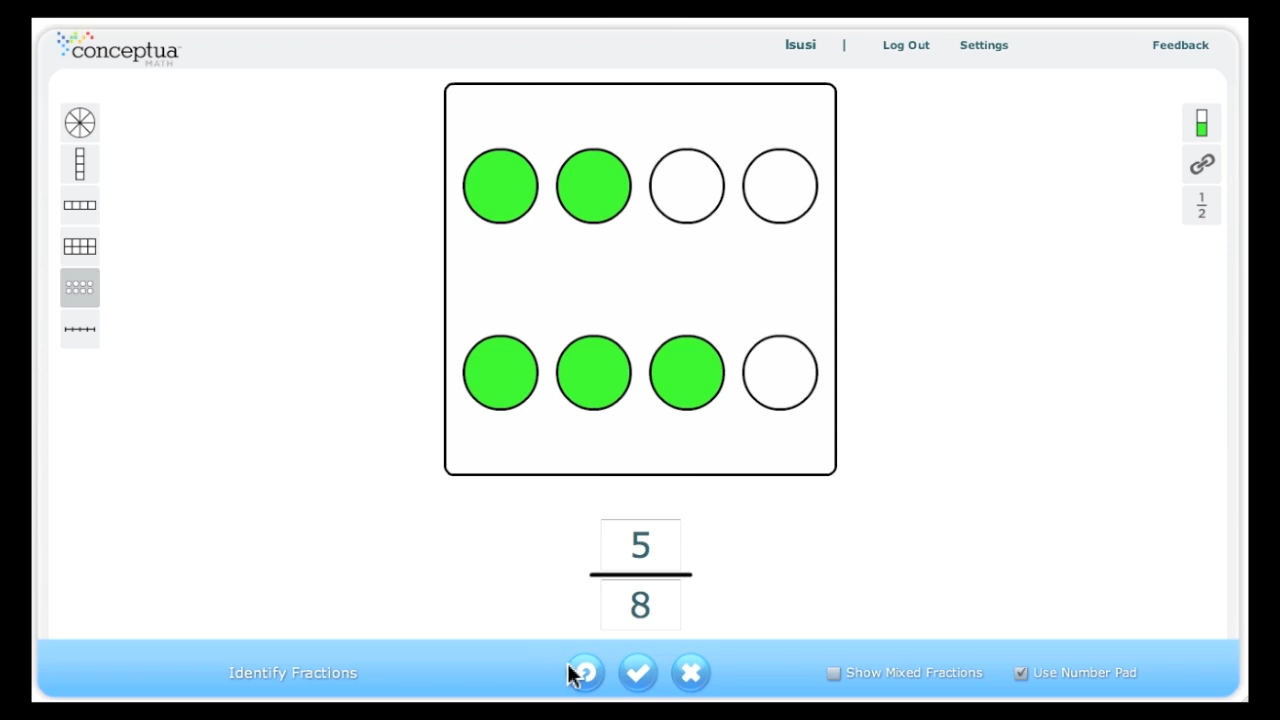 conceptua
MATH
lsusi | Log Out Settings Feedback
1
2
5
8
Identify Fractions
Show Mixed Fractions
Use Number Pad